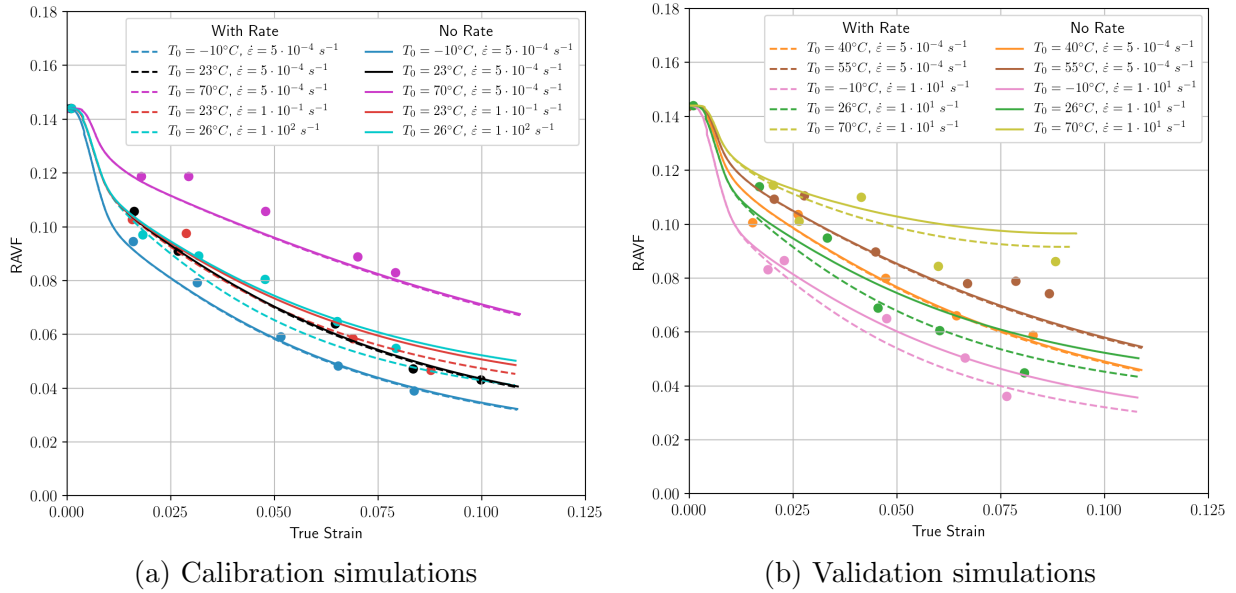 With Rate
No Rate
T₀ = −10°C, ε̇ = 5 · 10⁻⁴ s⁻¹
T₀ = −10°C, ε̇ = 5 · 10⁻⁴ s⁻¹
T₀ = 23°C, ε̇ = 5 · 10⁻⁴ s⁻¹
T₀ = 23°C, ε̇ = 5 · 10⁻⁴ s⁻¹
T₀ = 70°C, ε̇ = 5 · 10⁻⁴ s⁻¹
T₀ = 70°C, ε̇ = 5 · 10⁻⁴ s⁻¹
T₀ = 23°C, ε̇ = 1 · 10⁻¹ s⁻¹
T₀ = 23°C, ε̇ = 1 · 10⁻¹ s⁻¹
T₀ = 26°C, ε̇ = 1 · 10² s⁻¹
T₀ = 26°C, ε̇ = 1 · 10² s⁻¹
0.18
0.16
0.14
0.12
0.10
0.08
0.06
0.04
0.02
0.00
RAVF
0.000
0.025
0.050
0.075
0.100
0.125
True Strain
(a) Calibration simulations
With Rate
No Rate
T₀ = 40°C, ε̇ = 5 · 10⁻⁴ s⁻¹
T₀ = 40°C, ε̇ = 5 · 10⁻⁴ s⁻¹
T₀ = 55°C, ε̇ = 5 · 10⁻⁴ s⁻¹
T₀ = 55°C, ε̇ = 5 · 10⁻⁴ s⁻¹
T₀ = −10°C, ε̇ = 1 · 10¹ s⁻¹
T₀ = −10°C, ε̇ = 1 · 10¹ s⁻¹
T₀ = 26°C, ε̇ = 1 · 10¹ s⁻¹
T₀ = 26°C, ε̇ = 1 · 10¹ s⁻¹
T₀ = 70°C, ε̇ = 1 · 10¹ s⁻¹
T₀ = 70°C, ε̇ = 1 · 10¹ s⁻¹
0.18
0.16
0.14
0.12
0.10
0.08
0.06
0.04
0.02
0.00
RAVF
0.000
0.025
0.050
0.075
0.100
0.125
True Strain
(b) Validation simulations